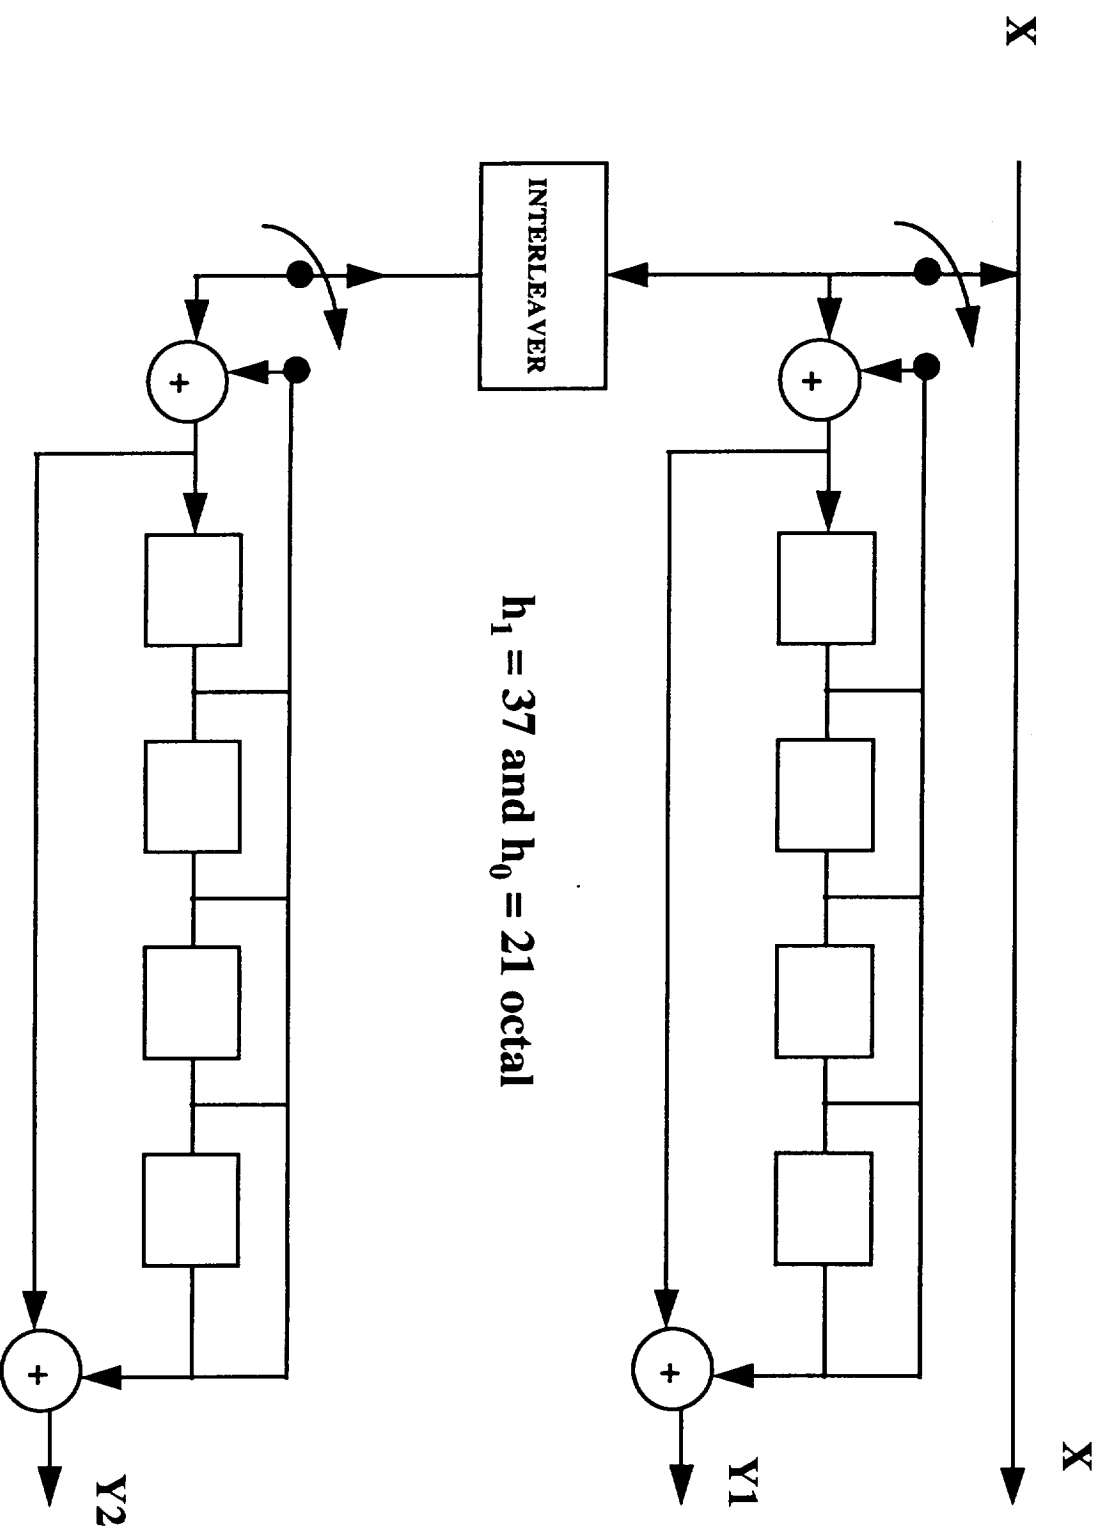 X
X
+
+
Y1
INTERLEAVER
h₁ = 37 and h₀ = 21 octal
+
+
Y2